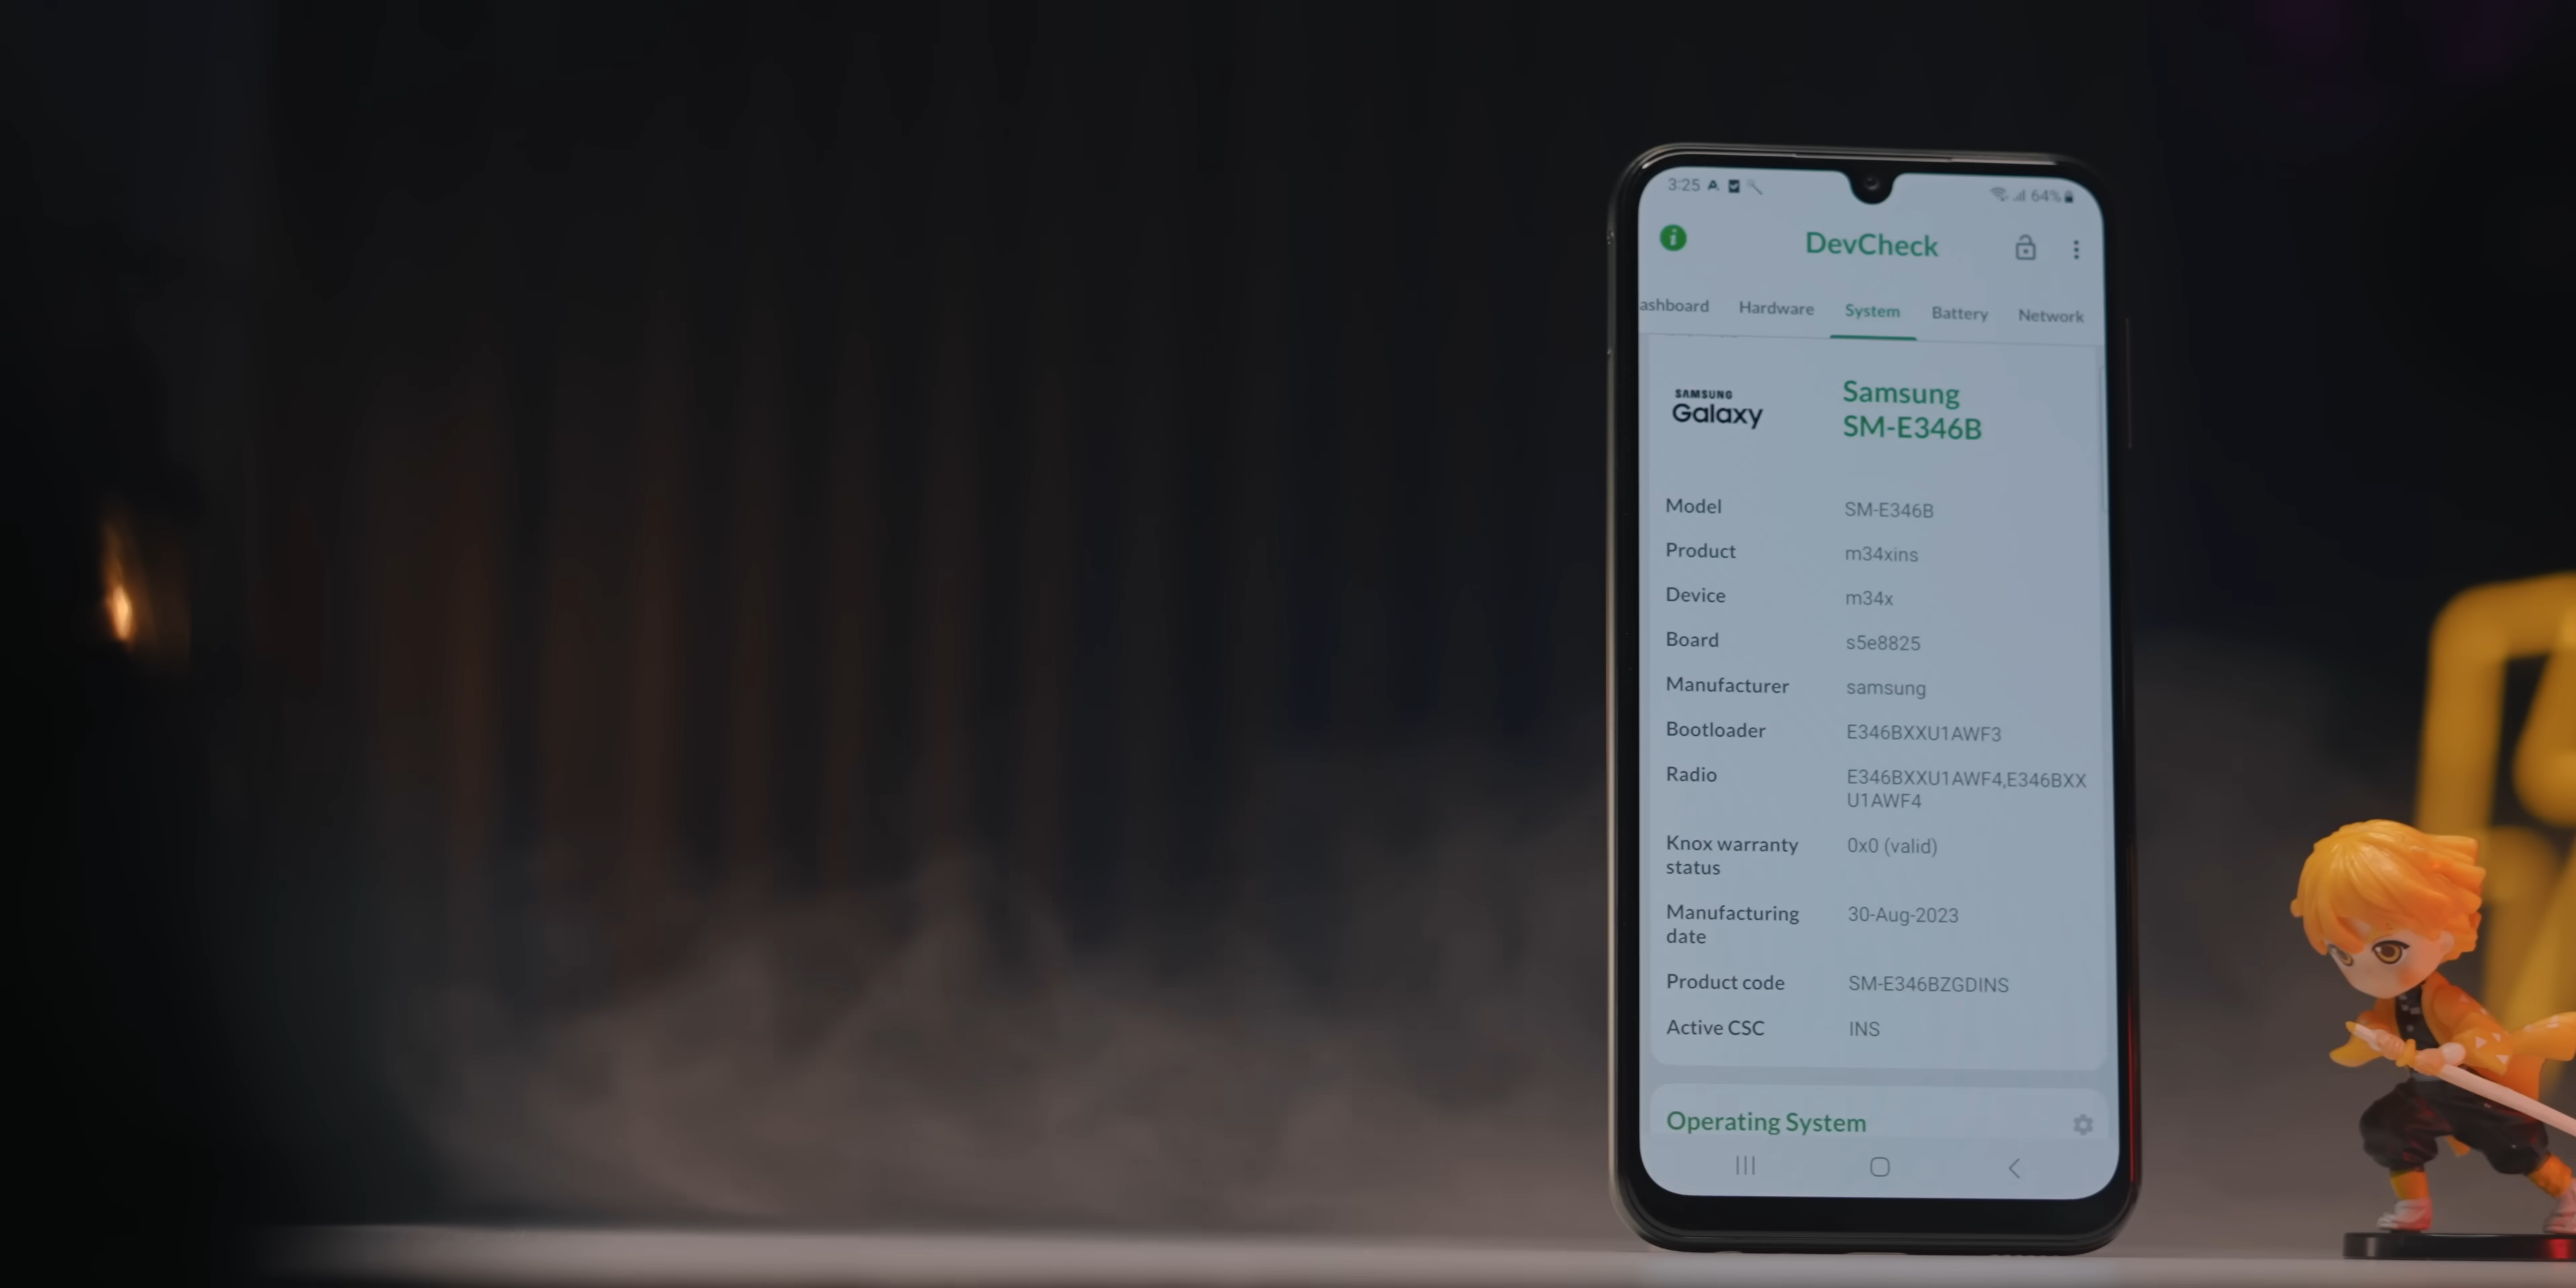 3:25 64%
DevCheck
ashboard Hardware System Battery Network
SAMSUNG
Galaxy
Samsung
SM-E346B
Model SM-E346B
Product m34xins
Device m34x
Board s5e8825
Manufacturer samsung
Bootloader E346BXXU1AWF3
Radio E346BXXU1AWF4,E346BXX
U1AWF4
Knox warranty 0x0 (valid)
status
Manufacturing 30-Aug-2023
date
Product code SM-E346BZGDINS
Active CSC INS
Operating System